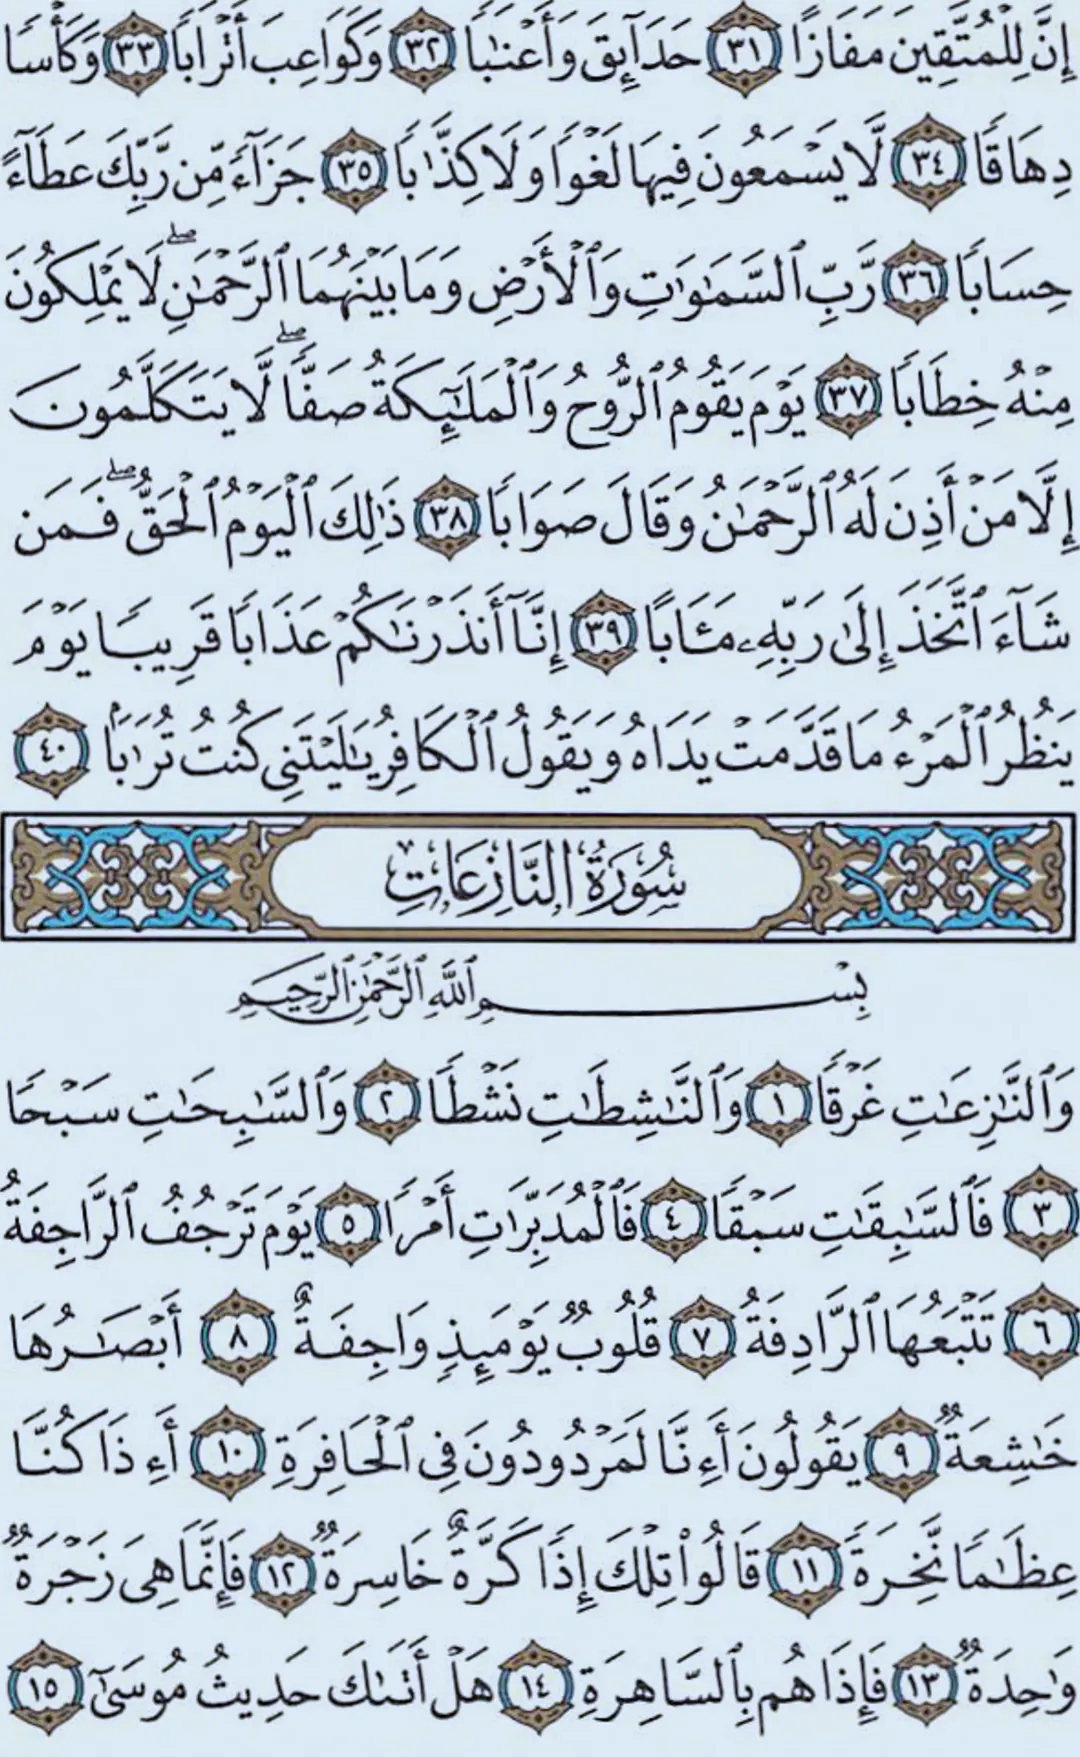 إِنَّ لِلْمُتَّقِينَ مَفَازًا ٣١ حَدَآئِقَ وَأَعْنَـٰبًا ٣٢ وَكَوَاعِبَ أَتْرَابًا ٣٣ وَكَأْسًا
دِهَاقًا ٣٤ لَّا يَسْمَعُونَ فِيهَا لَغْوًا وَلَا كِذَّٰبًا ٣٥ جَزَآءً مِّن رَّبِّكَ عَطَآءً
حِسَابًا ٣٦ رَّبِّ ٱلسَّمَـٰوَٰتِ وَٱلْأَرْضِ وَمَا بَيْنَهُمَا ٱلرَّحْمَـٰنِ ۖ لَا يَمْلِكُونَ
مِنْهُ خِطَابًا ٣٧ يَوْمَ يَقُومُ ٱلرُّوحُ وَٱلْمَلَـٰٓئِكَةُ صَفًّا ۖ لَّا يَتَكَلَّمُونَ
إِلَّا مَنْ أَذِنَ لَهُ ٱلرَّحْمَـٰنُ وَقَالَ صَوَابًا ٣٨ ذَٰلِكَ ٱلْيَوْمُ ٱلْحَقُّ ۖ فَمَن
شَآءَ ٱتَّخَذَ إِلَىٰ رَبِّهِۦ مَـَٔابًا ٣٩ إِنَّآ أَنذَرْنَـٰكُمْ عَذَابًا قَرِيبًا يَوْمَ
يَنظُرُ ٱلْمَرْءُ مَا قَدَّمَتْ يَدَاهُ وَيَقُولُ ٱلْكَافِرُ يَـٰلَيْتَنِى كُنتُ تُرَٰبًۢا ٤٠
سُورَةُ النَّازِعَاتِ
بِسْمِ ٱللَّهِ ٱلرَّحْمَـٰنِ ٱلرَّحِيمِ
وَٱلنَّـٰزِعَـٰتِ غَرْقًا ١ وَٱلنَّـٰشِطَـٰتِ نَشْطًا ٢ وَٱلسَّـٰبِحَـٰتِ سَبْحًا
٣ فَٱلسَّـٰبِقَـٰتِ سَبْقًا ٤ فَٱلْمُدَبِّرَٰتِ أَمْرًا ٥ يَوْمَ تَرْجُفُ ٱلرَّاجِفَةُ
٦ تَتْبَعُهَا ٱلرَّادِفَةُ ٧ قُلُوبٌ يَوْمَئِذٍ وَاجِفَةٌ ٨ أَبْصَـٰرُهَا
خَـٰشِعَةٌ ٩ يَقُولُونَ أَءِنَّا لَمَرْدُودُونَ فِى ٱلْحَافِرَةِ ١٠ أَءِذَا كُنَّا
عِظَـٰمًا نَّخِرَةً ١١ قَالُوا۟ تِلْكَ إِذًا كَرَّةٌ خَاسِرَةٌ ١٢ فَإِنَّمَا هِىَ زَجْرَةٌ
وَٰحِدَةٌ ١٣ فَإِذَا هُم بِٱلسَّاهِرَةِ ١٤ هَلْ أَتَىٰكَ حَدِيثُ مُوسَىٰٓ ١٥